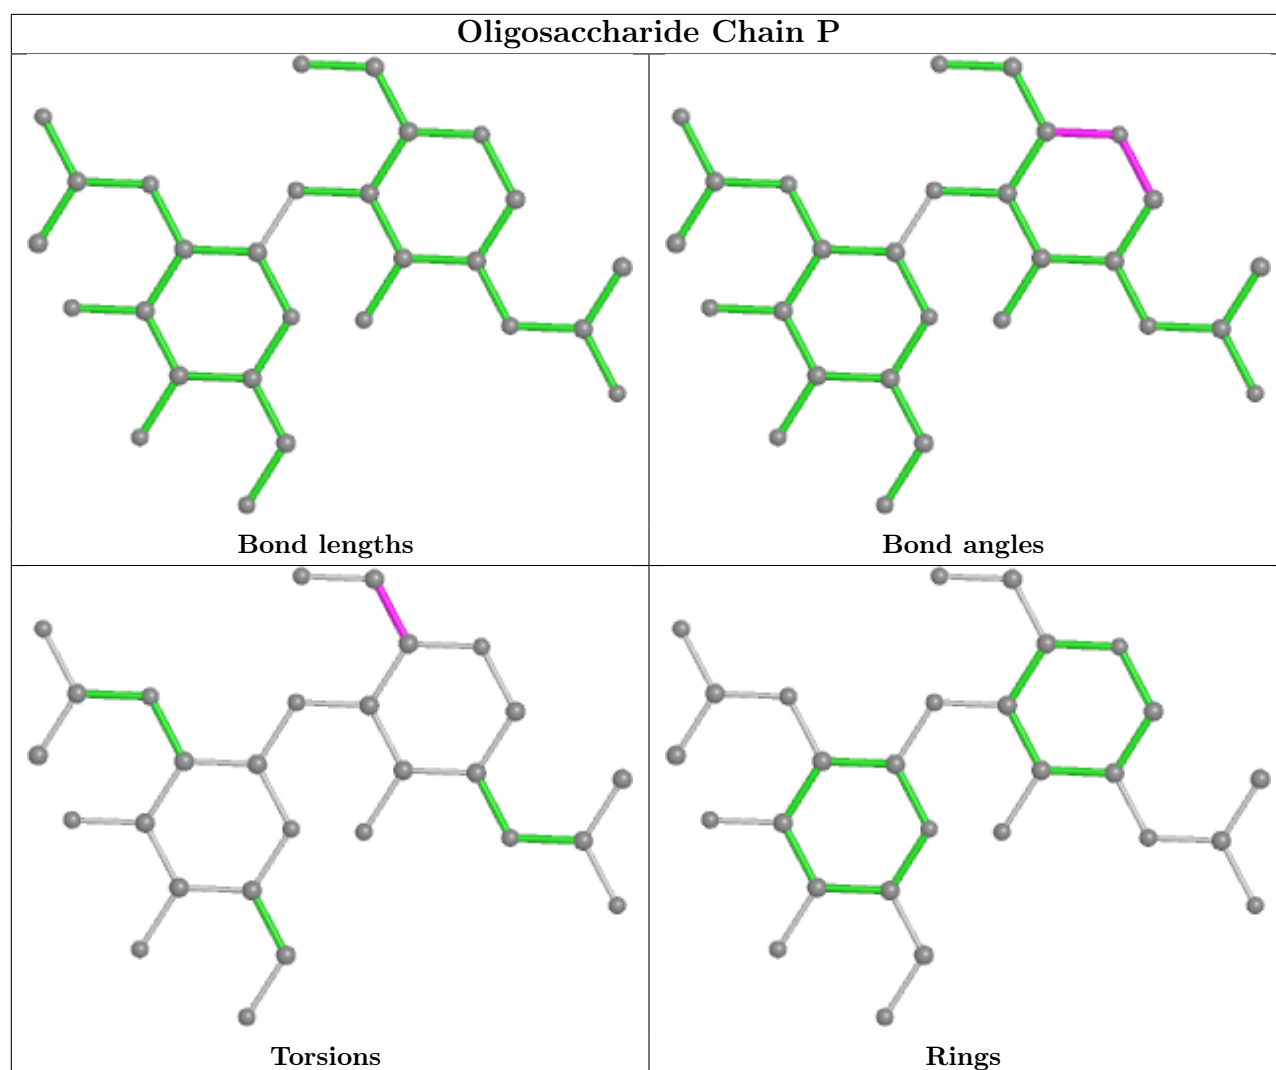 Oligosaccharide Chain P
Bond lengths
Bond angles
Torsions
Rings